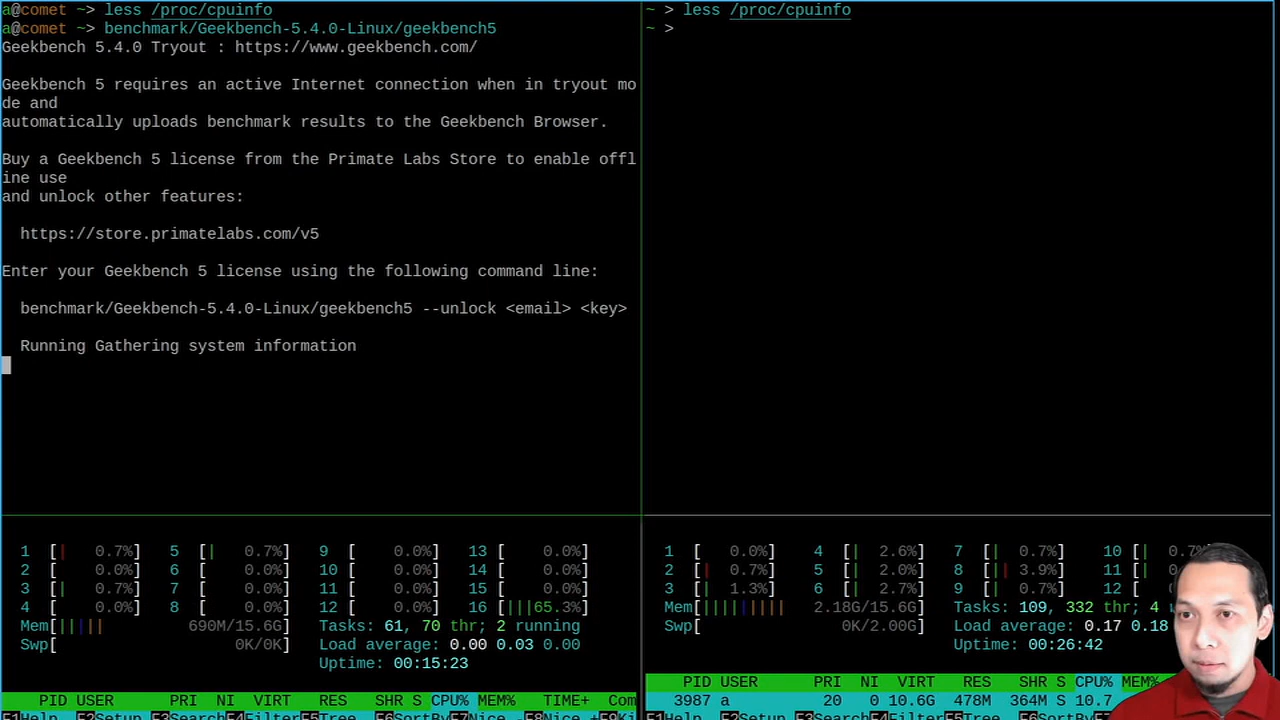 a@comet ~> less /proc/cpuinfo
a@comet ~> benchmark/Geekbench-5.4.0-Linux/geekbench5
Geekbench 5.4.0 Tryout : https://www.geekbench.com/
Geekbench 5 requires an active Internet connection when in tryout mo
de and
automatically uploads benchmark results to the Geekbench Browser.
Buy a Geekbench 5 license from the Primate Labs Store to enable offl
ine use
and unlock other features:
https://store.primatelabs.com/v5
Enter your Geekbench 5 license using the following command line:
benchmark/Geekbench-5.4.0-Linux/geekbench5 --unlock <email> <key>
Running Gathering system information
~ > less /proc/cpuinfo
~ >
1 [| 0.7%] 5 [| 0.7%] 9 [ 0.0%] 13 [ 0.0%]
2 [ 0.0%] 6 [ 0.0%] 10 [ 0.0%] 14 [ 0.0%]
3 [| 0.7%] 7 [ 0.0%] 11 [ 0.0%] 15 [ 0.0%]
4 [ 0.0%] 8 [ 0.0%] 12 [ 0.0%] 16 [|||65.3%]
Mem[||||| 690M/15.6G] Tasks: 61, 70 thr; 2 running
Swp[ 0K/0K] Load average: 0.00 0.03 0.00
Uptime: 00:15:23
PID USER PRI NI VIRT RES SHR S CPU% MEM% TIME+ Com
F1Help F2Setup F3Search F4Filter F5Tree F6SortBy F7Nice - F8Nice + F9Ki
1 [ 0.0%] 4 [| 2.6%] 7 [| 0.7%] 10 [| 0.7%]
2 [| 0.7%] 5 [| 2.0%] 8 [|| 3.9%] 11 [|
3 [| 1.3%] 6 [| 2.7%] 9 [| 0.7%] 12 [
Mem[||||||||| 2.18G/15.6G] Tasks: 109, 332 thr; 4
Swp[ 0K/2.00G] Load average: 0.17 0.18
Uptime: 00:26:42
PID USER PRI NI VIRT RES SHR S CPU% MEM%
3987 a 20 0 10.6G 478M 364M S 10.7
F1Help F2Setup F3Search F4Filter F5Tree F6SortBy